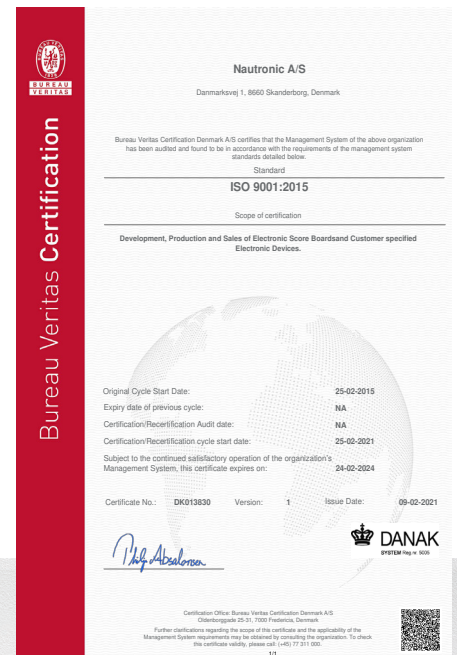 BUREAU
VERITAS
Bureau Veritas Certification
Nautronic A/S
Danmarksvej 1, 8660 Skanderborg, Denmark
Bureau Veritas Certification Denmark A/S certifies that the Management System of the above organization
has been audited and found to be in accordance with the requirements of the management system
standards detailed below.
Standard
ISO 9001:2015
Scope of certification
Development, Production and Sales of Electronic Score Boardsand Customer specified
Electronic Devices.
Original Cycle Start Date: 25-02-2015
Expiry date of previous cycle: NA
Certification/Recertification Audit date: NA
Certification/Recertification cycle start date: 25-02-2021
Subject to the continued satisfactory operation of the organization's
Management System, this certificate expires on: 24-02-2024
Certificate No.: DK013830 Version: 1 Issue Date: 09-02-2021
Philip Absalonsen
DANAK
SYSTEM Reg.nr. 5005
Certification Office: Bureau Veritas Certification Denmark A/S
Oldenborggade 25-31, 7000 Fredericia, Denmark
Further clarifications regarding the scope of this certificate and the applicability of the
Management System requirements may be obtained by consulting the organization. To check
this certificate validity, please call: (+45) 77 311 000.
1/1